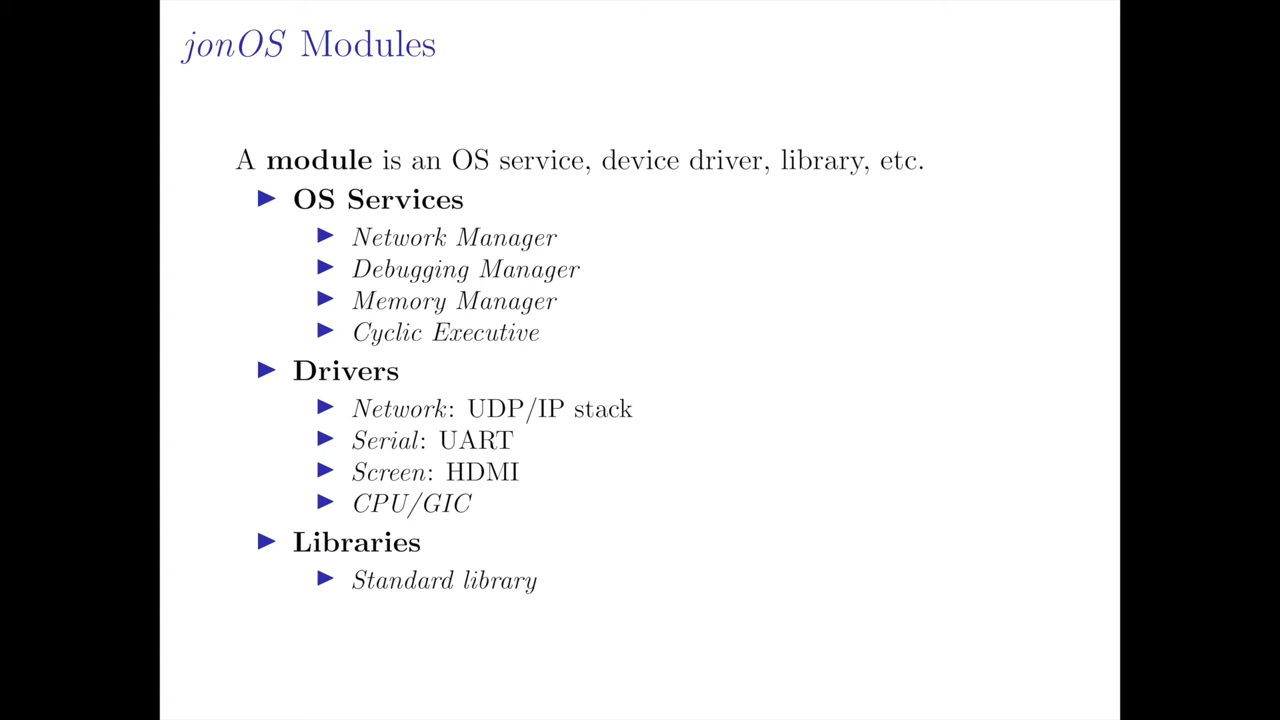 jonOS Modules
A module is an OS service, device driver, library, etc.
OS Services
Network Manager
Debugging Manager
Memory Manager
Cyclic Executive
Drivers
Network: UDP/IP stack
Serial: UART
Screen: HDMI
CPU/GIC
Libraries
Standard library